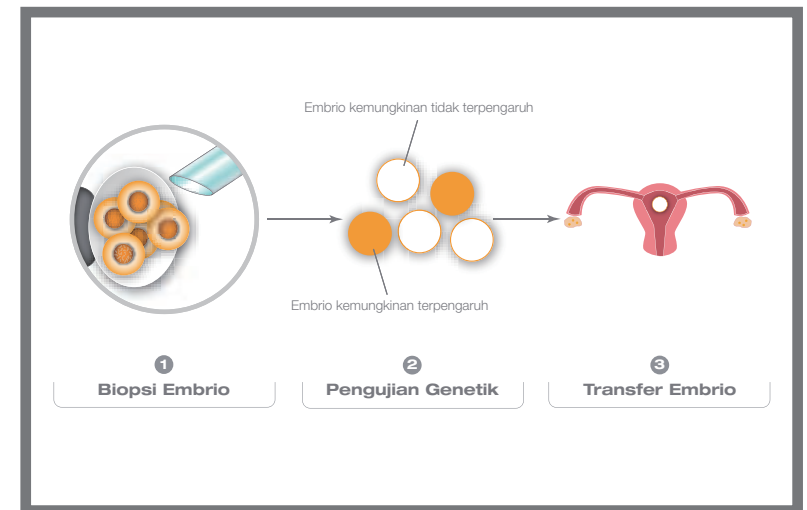 Embrio kemungkinan tidak terpengaruh
Embrio kemungkinan terpengaruh
1
Biopsi Embrio
2
Pengujian Genetik
3
Transfer Embrio